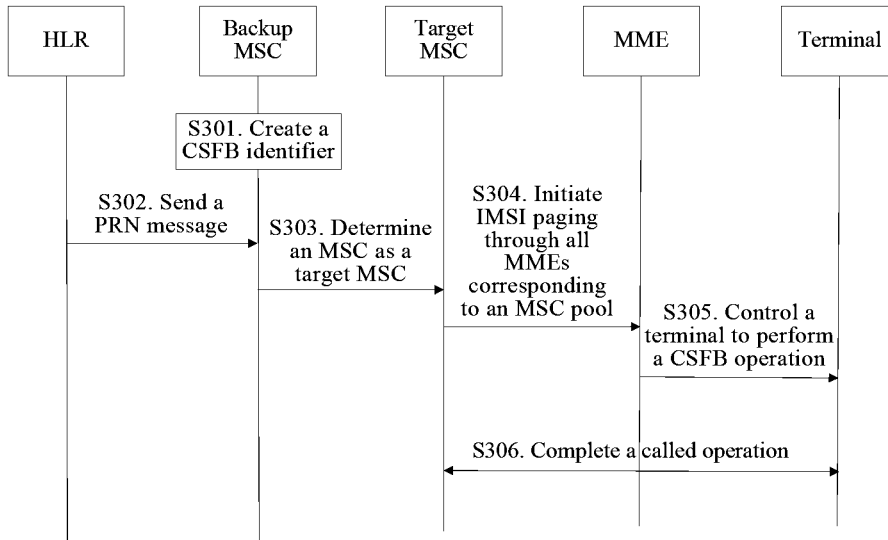 HLR
Backup
MSC
Target
MSC
MME
Terminal
S301. Create a
CSFB identifier
S302. Send a
PRN message
S303. Determine
an MSC as a
target MSC
S304. Initiate
IMSI paging
through all
MMEs
corresponding
to an MSC pool
S305. Control a
terminal to perform
a CSFB operation
S306. Complete a called operation